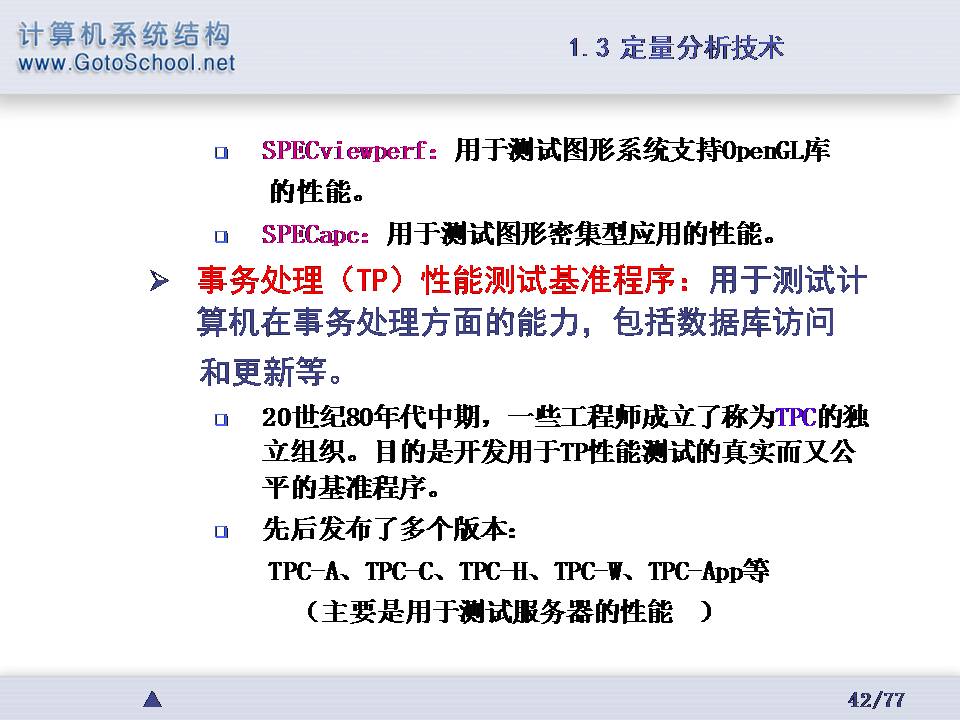 计算机系统结构
www.GotoSchool.net
1.3 定量分析技术
SPECviewperf：用于测试图形系统支持OpenGL库
的性能。
SPECapc：用于测试图形密集型应用的性能。
事务处理（TP）性能测试基准程序：用于测试计
算机在事务处理方面的能力，包括数据库访问
和更新等。
20世纪80年代中期，一些工程师成立了称为TPC的独
立组织。目的是开发用于TP性能测试的真实而又公
平的基准程序。
先后发布了多个版本：
TPC-A、TPC-C、TPC-H、TPC-W、TPC-App等
（主要是用于测试服务器的性能 ）
42/77